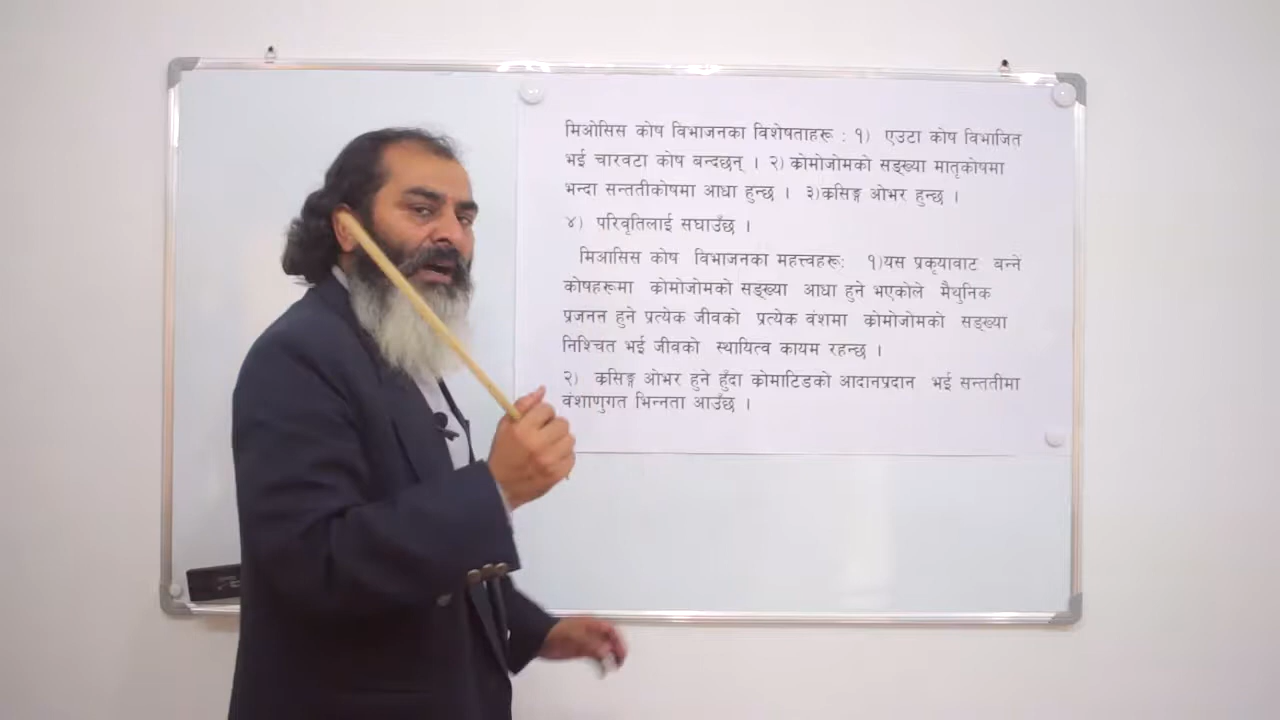 मिओसिस कोष विभाजनका विशेषताहरू : १) एउटा कोष विभाजित
भई चारवटा कोष बन्दछन् । २) क्रोमोजोमको सङ्ख्या मातृकोषमा
भन्दा सन्ततीकोषमा आधा हुन्छ । ३)क्रसिङ्ग ओभर हुन्छ ।
४) परिवृतिलाई सघाउँछ ।
मिआसिस कोष विभाजनका महत्त्वहरू: १)यस प्रकृयावाट बन्ने
कोषहरूमा क्रोमोजोमको सङ्ख्या आधा हुने भएकोले मैथुनिक
प्रजनन हुने प्रत्येक जीवको प्रत्येक वंशमा क्रोमोजोमको सङ्ख्या
निश्चित भई जीवको स्थायित्व कायम रहन्छ ।
२) क्रसिङ्ग ओभर हुने हुँदा क्रोमाटिडको आदानप्रदान भई सन्ततीमा
वंशाणुगत भिन्नता आउँछ ।